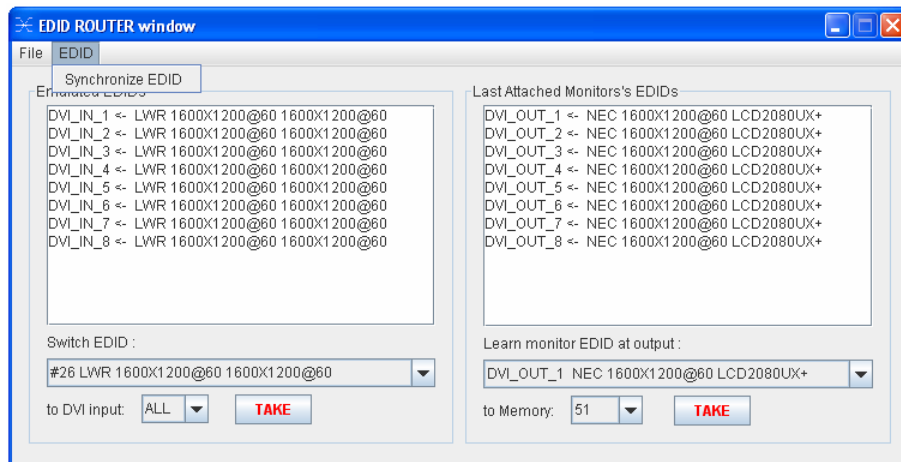 EDID ROUTER window
File EDID
Synchronize EDID
Emulated EDIDs
DVI_IN_1 <- LWR 1600X1200@60 1600X1200@60
DVI_IN_2 <- LWR 1600X1200@60 1600X1200@60
DVI_IN_3 <- LWR 1600X1200@60 1600X1200@60
DVI_IN_4 <- LWR 1600X1200@60 1600X1200@60
DVI_IN_5 <- LWR 1600X1200@60 1600X1200@60
DVI_IN_6 <- LWR 1600X1200@60 1600X1200@60
DVI_IN_7 <- LWR 1600X1200@60 1600X1200@60
DVI_IN_8 <- LWR 1600X1200@60 1600X1200@60
Switch EDID :
#26 LWR 1600X1200@60 1600X1200@60
to DVI input: ALL TAKE
Last Attached Monitors's EDIDs
DVI_OUT_1 <- NEC 1600X1200@60 LCD2080UX+
DVI_OUT_2 <- NEC 1600X1200@60 LCD2080UX+
DVI_OUT_3 <- NEC 1600X1200@60 LCD2080UX+
DVI_OUT_4 <- NEC 1600X1200@60 LCD2080UX+
DVI_OUT_5 <- NEC 1600X1200@60 LCD2080UX+
DVI_OUT_6 <- NEC 1600X1200@60 LCD2080UX+
DVI_OUT_7 <- NEC 1600X1200@60 LCD2080UX+
DVI_OUT_8 <- NEC 1600X1200@60 LCD2080UX+
Learn monitor EDID at output :
DVI_OUT_1 NEC 1600X1200@60 LCD2080UX+
to Memory: 51 TAKE